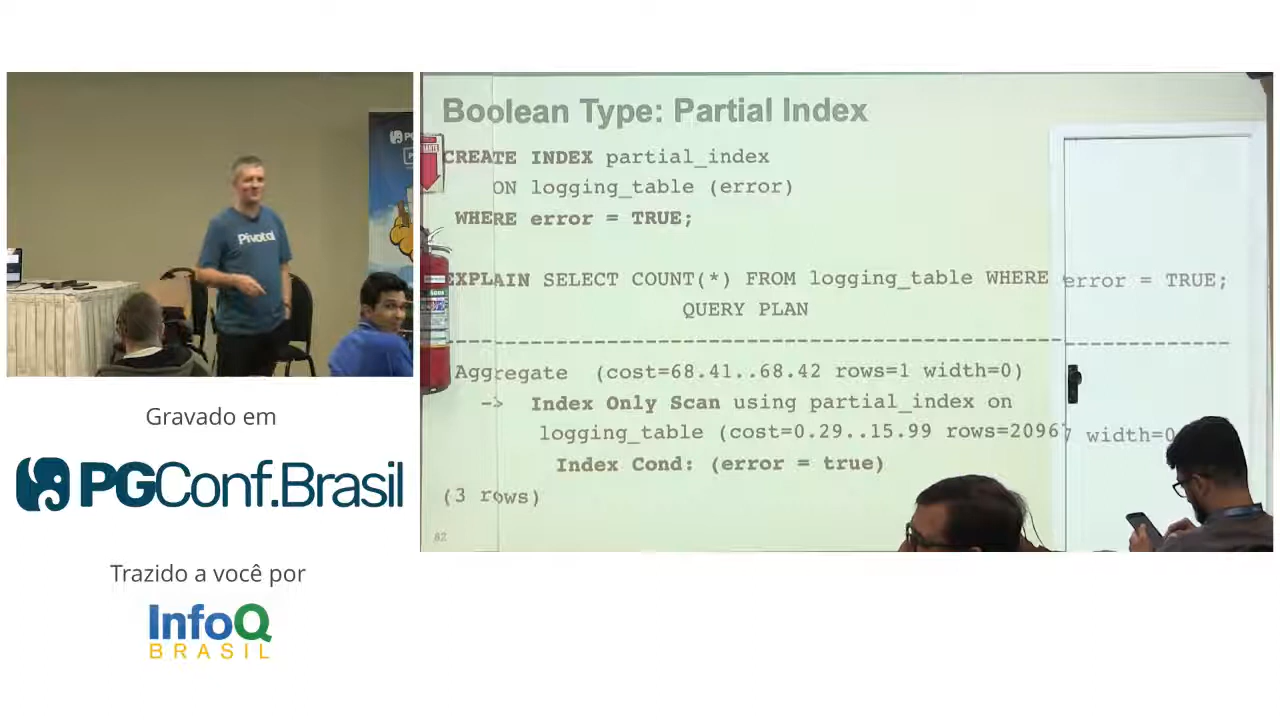 Boolean Type: Partial Index
CREATE INDEX partial_index
ON logging_table (error)
WHERE error = TRUE;
EXPLAIN SELECT COUNT(*) FROM logging_table WHERE error = TRUE;
QUERY PLAN
-----------------------------------------------------------------
Aggregate (cost=68.41..68.42 rows=1 width=0)
-> Index Only Scan using partial_index on
logging_table (cost=0.29..15.99 rows=20967 width=0
Index Cond: (error = true)
(3 rows)
82
Pivotal
Gravado em
PGConf.Brasil
Trazido a você por
InfoQ
BRASIL